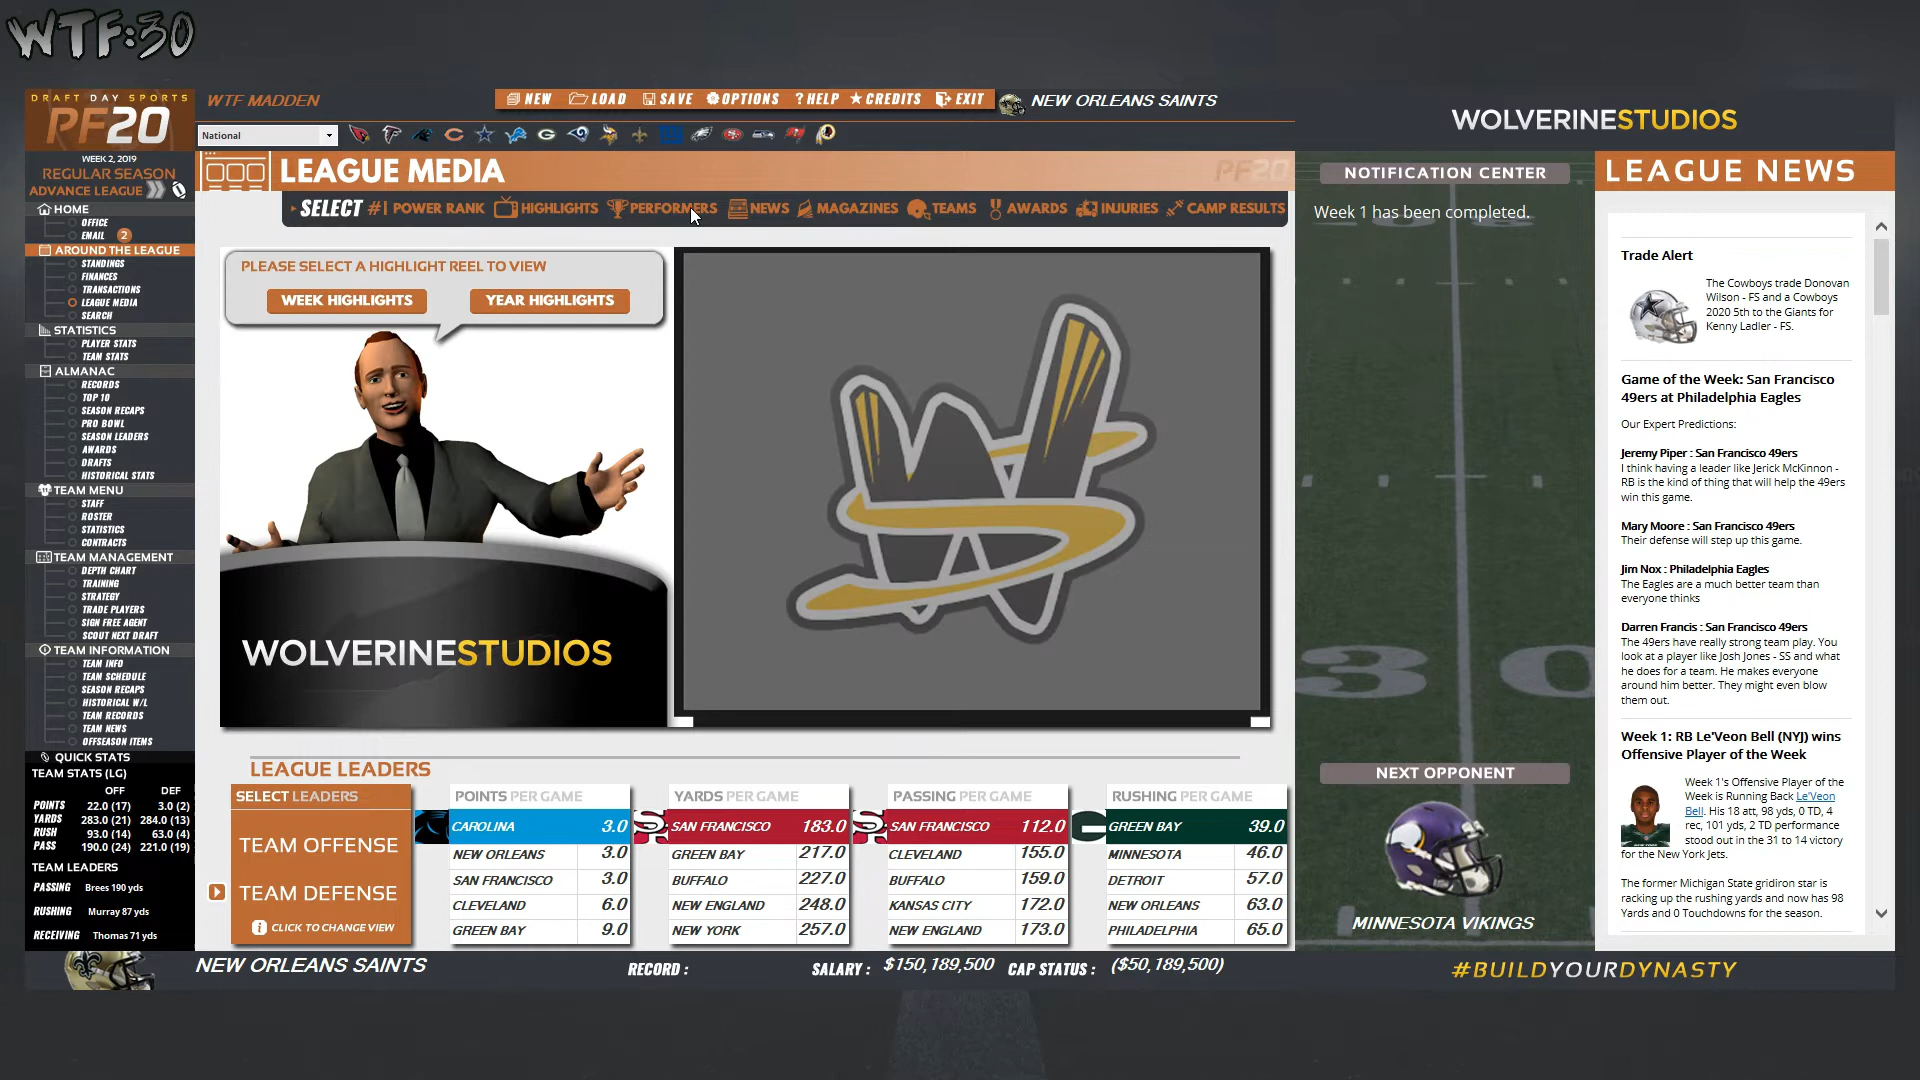 WTF:30
DRAFT DAY SPORTS
PF20
WTF MADDEN
NEW LOAD SAVE OPTIONS ? HELP CREDITS EXIT
NEW ORLEANS SAINTS
WOLVERINESTUDIOS
National
WEEK 2, 2019
REGULAR SEASON
ADVANCE LEAGUE
LEAGUE MEDIA
PF20
SELECT #1 POWER RANK HIGHLIGHTS PERFORMERS NEWS MAGAZINES TEAMS AWARDS INJURIES CAMP RESULTS
HOME
OFFICE
EMAIL 2
AROUND THE LEAGUE
STANDINGS
FINANCES
TRANSACTIONS
LEAGUE MEDIA
SEARCH
STATISTICS
PLAYER STATS
TEAM STATS
ALMANAC
RECORDS
TOP 10
SEASON RECAPS
PRO BOWL
SEASON LEADERS
AWARDS
DRAFTS
HISTORICAL STATS
TEAM MENU
STAFF
ROSTER
STATISTICS
CONTRACTS
TEAM MANAGEMENT
DEPTH CHART
TRAINING
STRATEGY
TRADE PLAYERS
SIGN FREE AGENT
SCOUT NEXT DRAFT
TEAM INFORMATION
TEAM INFO
TEAM SCHEDULE
SEASON RECAPS
HISTORICAL W/L
TEAM RECORDS
TEAM NEWS
OFFSEASON ITEMS
QUICK STATS
TEAM STATS (LG)
OFF DEF
POINTS 22.0 (17) 3.0 (2)
YARDS 283.0 (21) 284.0 (13)
RUSH 93.0 (14) 63.0 (4)
PASS 190.0 (24) 221.0 (19)
TEAM LEADERS
PASSING Brees 190 yds
RUSHING Murray 87 yds
RECEIVING Thomas 71 yds
PLEASE SELECT A HIGHLIGHT REEL TO VIEW
WEEK HIGHLIGHTS YEAR HIGHLIGHTS
WOLVERINESTUDIOS
LEAGUE LEADERS
SELECT LEADERS
TEAM OFFENSE
TEAM DEFENSE
CLICK TO CHANGE VIEW
POINTS PER GAME
CAROLINA 3.0
NEW ORLEANS 3.0
SAN FRANCISCO 3.0
CLEVELAND 6.0
GREEN BAY 9.0
YARDS PER GAME
SAN FRANCISCO 183.0
GREEN BAY 217.0
BUFFALO 227.0
NEW ENGLAND 248.0
NEW YORK 257.0
PASSING PER GAME
SAN FRANCISCO 112.0
CLEVELAND 155.0
BUFFALO 159.0
KANSAS CITY 172.0
NEW ENGLAND 173.0
RUSHING PER GAME
GREEN BAY 39.0
MINNESOTA 46.0
DETROIT 57.0
NEW ORLEANS 63.0
PHILADELPHIA 65.0
NOTIFICATION CENTER
Week 1 has been completed.
30
NEXT OPPONENT
MINNESOTA VIKINGS
LEAGUE NEWS
Trade Alert
The Cowboys trade Donovan
Wilson - FS and a Cowboys
2020 5th to the Giants for
Kenny Ladler - FS.
Game of the Week: San Francisco
49ers at Philadelphia Eagles
Our Expert Predictions:
Jeremy Piper : San Francisco 49ers
I think having a leader like Jerick McKinnon -
RB is the kind of thing that will help the 49ers
win this game.
Mary Moore : San Francisco 49ers
Their defense will step up this game.
Jim Nox : Philadelphia Eagles
The Eagles are a much better team than
everyone thinks
Darren Francis : San Francisco 49ers
The 49ers have really strong team play. You
look at a player like Josh Jones - SS and what
he does for a team. He makes everyone
around him better. They might even blow
them out.
Week 1: RB Le'Veon Bell (NYJ) wins
Offensive Player of the Week
Week 1's Offensive Player of the
Week is Running Back Le'Veon
Bell. His 18 att, 98 yds, 0 TD, 4
rec, 101 yds, 2 TD performance
stood out in the 31 to 14 victory
for the New York Jets.
The former Michigan State gridiron star is
racking up the rushing yards and now has 98
Yards and 0 Touchdowns for the season.
NEW ORLEANS SAINTS
RECORD :
SALARY : $150,189,500
CAP STATUS : ($50,189,500)
#BUILDYOURDYNASTY